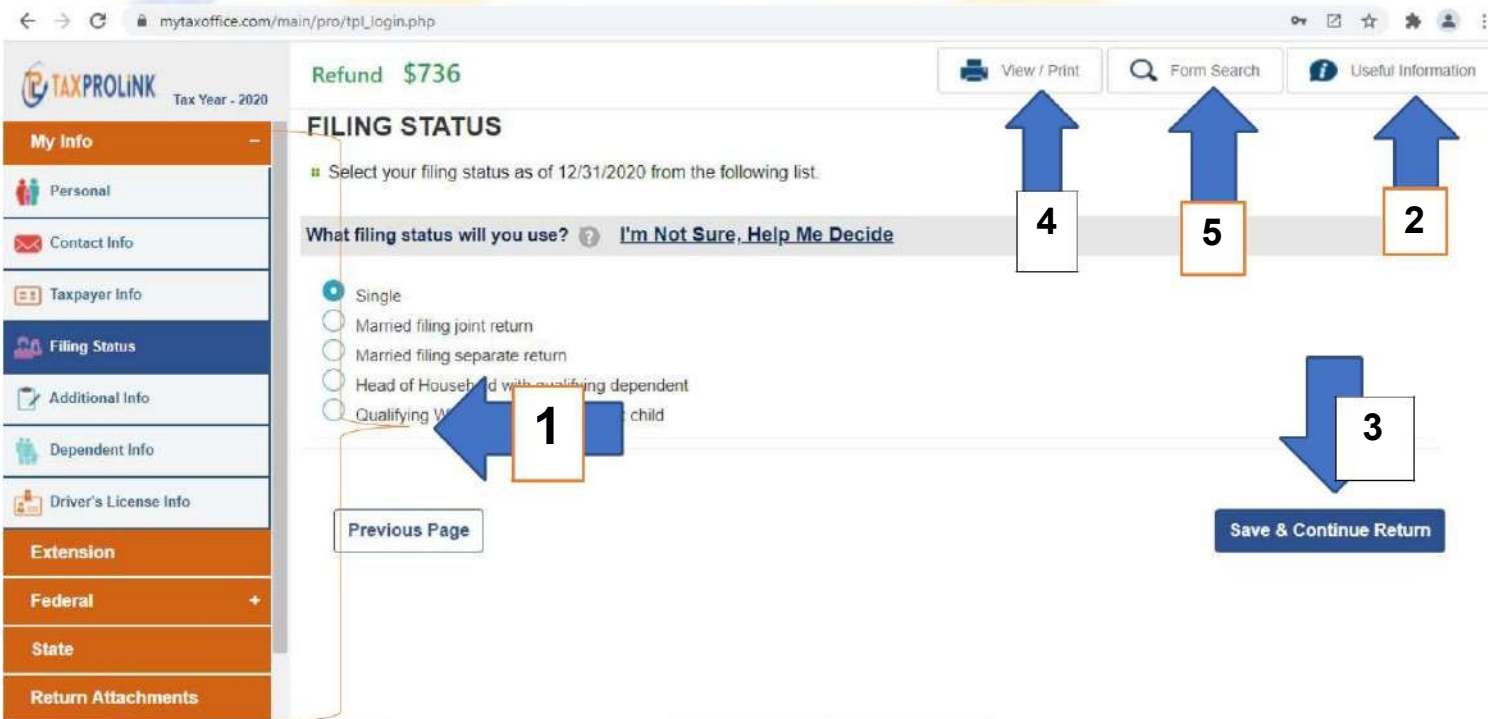 mytaxoffice.com/main/pro/tpl_login.php
TAXPROLINK
Tax Year - 2020
Refund $736
View / Print
Form Search
Useful Information
My Info
Personal
Contact Info
Taxpayer Info
Filing Status
Additional Info
Dependent Info
Driver's License Info
Extension
Federal
State
Return Attachments
FILING STATUS
Select your filing status as of 12/31/2020 from the following list.
What filing status will you use? ? I'm Not Sure, Help Me Decide
Single
Married filing joint return
Married filing separate return
Head of Household with qualifying dependent
Qualifying child
Previous Page
Save & Continue Return
4
5
2
1
3